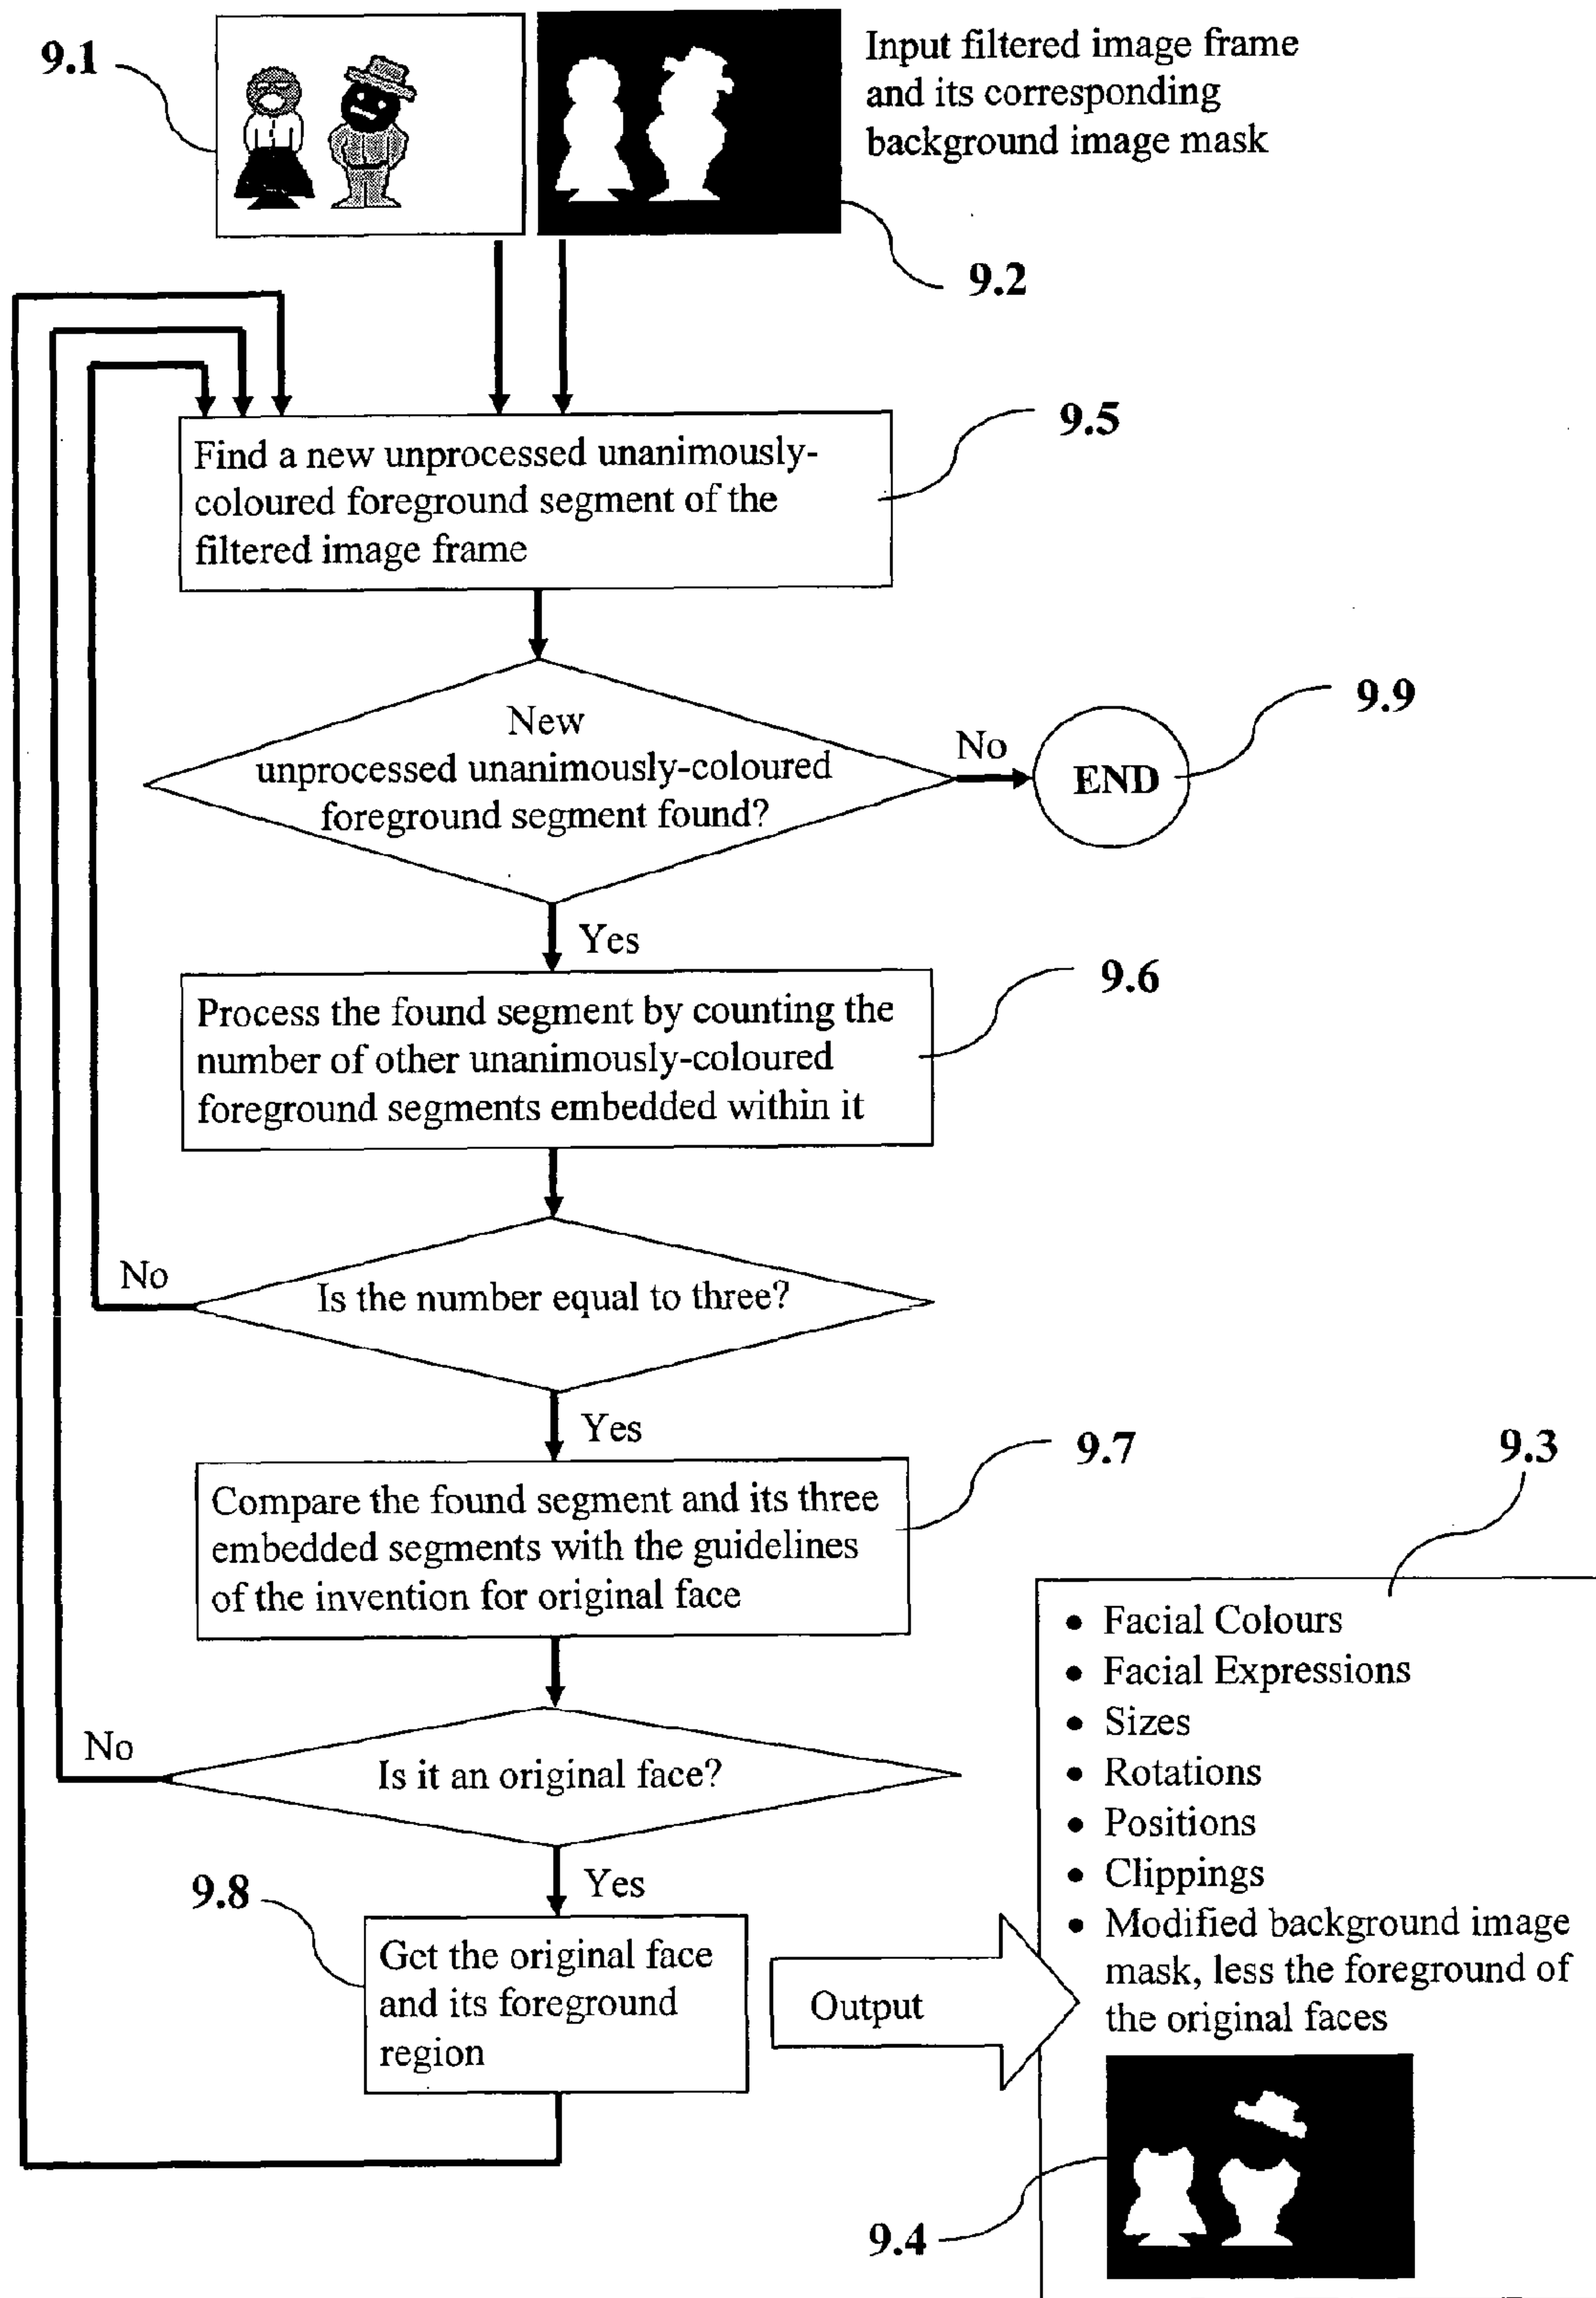 9.1
Input filtered image frame
and its corresponding
background image mask
9.2
9.5
Find a new unprocessed unanimously-
coloured foreground segment of the
filtered image frame
New
unprocessed unanimously-coloured
foreground segment found?
No
END
9.9
Yes
9.6
Process the found segment by counting the
number of other unanimously-coloured
foreground segments embedded within it
No
Is the number equal to three?
Yes
9.7
Compare the found segment and its three
embedded segments with the guidelines
of the invention for original face
9.3
No
Is it an original face?
Yes
9.8
Get the original face
and its foreground
region
Output
• Facial Colours
• Facial Expressions
• Sizes
• Rotations
• Positions
• Clippings
• Modified background image
mask, less the foreground of
the original faces
9.4